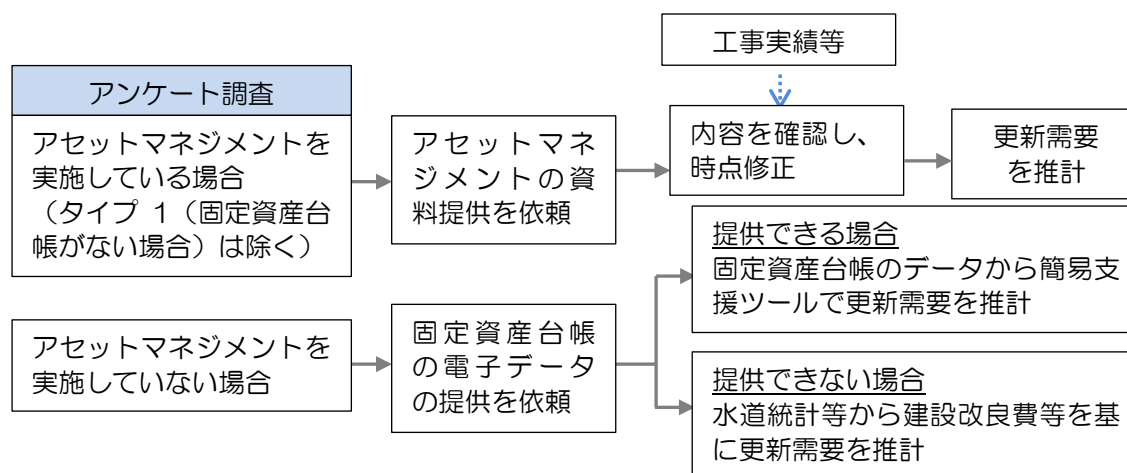 工事実績等
アンケート調査
アセットマネジメントを
実施している場合
（タイプ 1（固定資産台
帳がない場合）は除く）
アセットマネ
ジメントの資
料提供を依頼
内容を確認し、
時点修正
更新需要
を推計
アセットマネジメントを
実施していない場合
固定資産台帳
の電子データ
の提供を依頼
提供できる場合
固定資産台帳のデータから簡易支
援ツールで更新需要を推計
提供できない場合
水道統計等から建設改良費等を基
に更新需要を推計